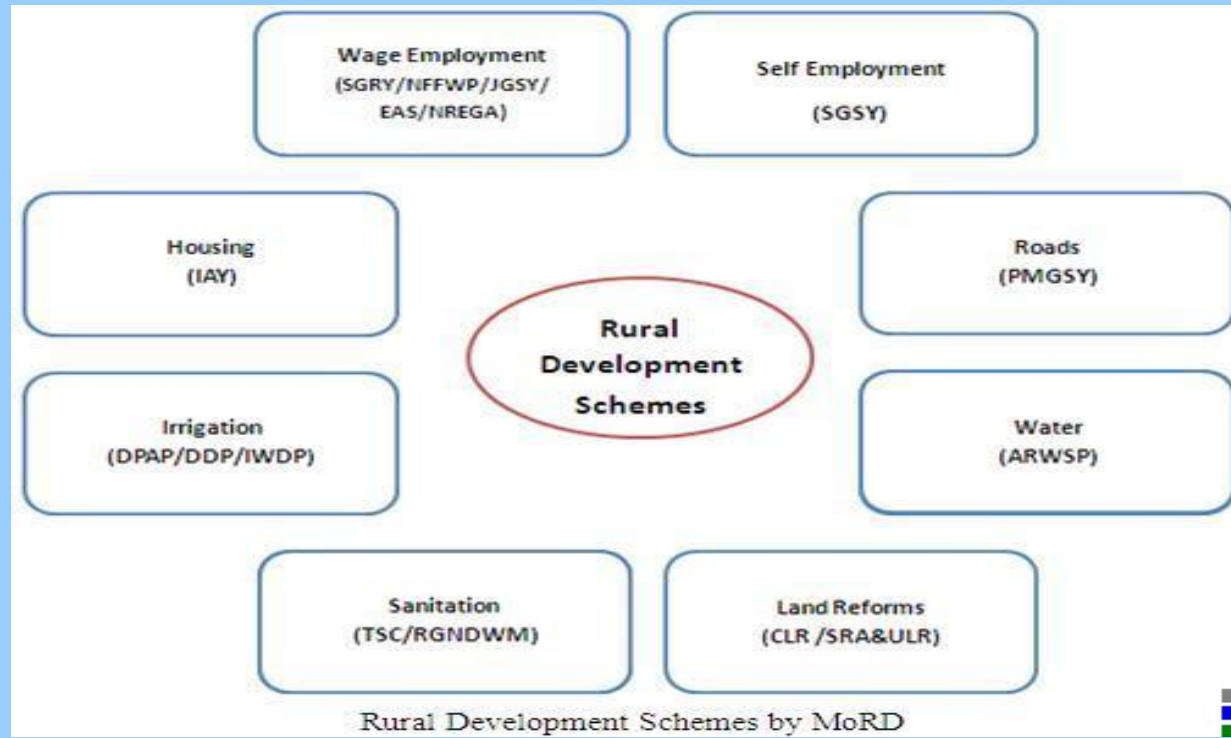 Wage Employment
(SGRY/NFFWP/JGSY/
EAS/NREGA)
Self Employment
(SGSY)
Housing
(IAY)
Roads
(PMGSY)
Rural
Development
Schemes
Irrigation
(DPAP/DDP/IWDP)
Water
(ARWSP)
Sanitation
(TSC/RGNDWM)
Land Reforms
(CLR /SRA&ULR)
Rural Development Schemes by MoRD